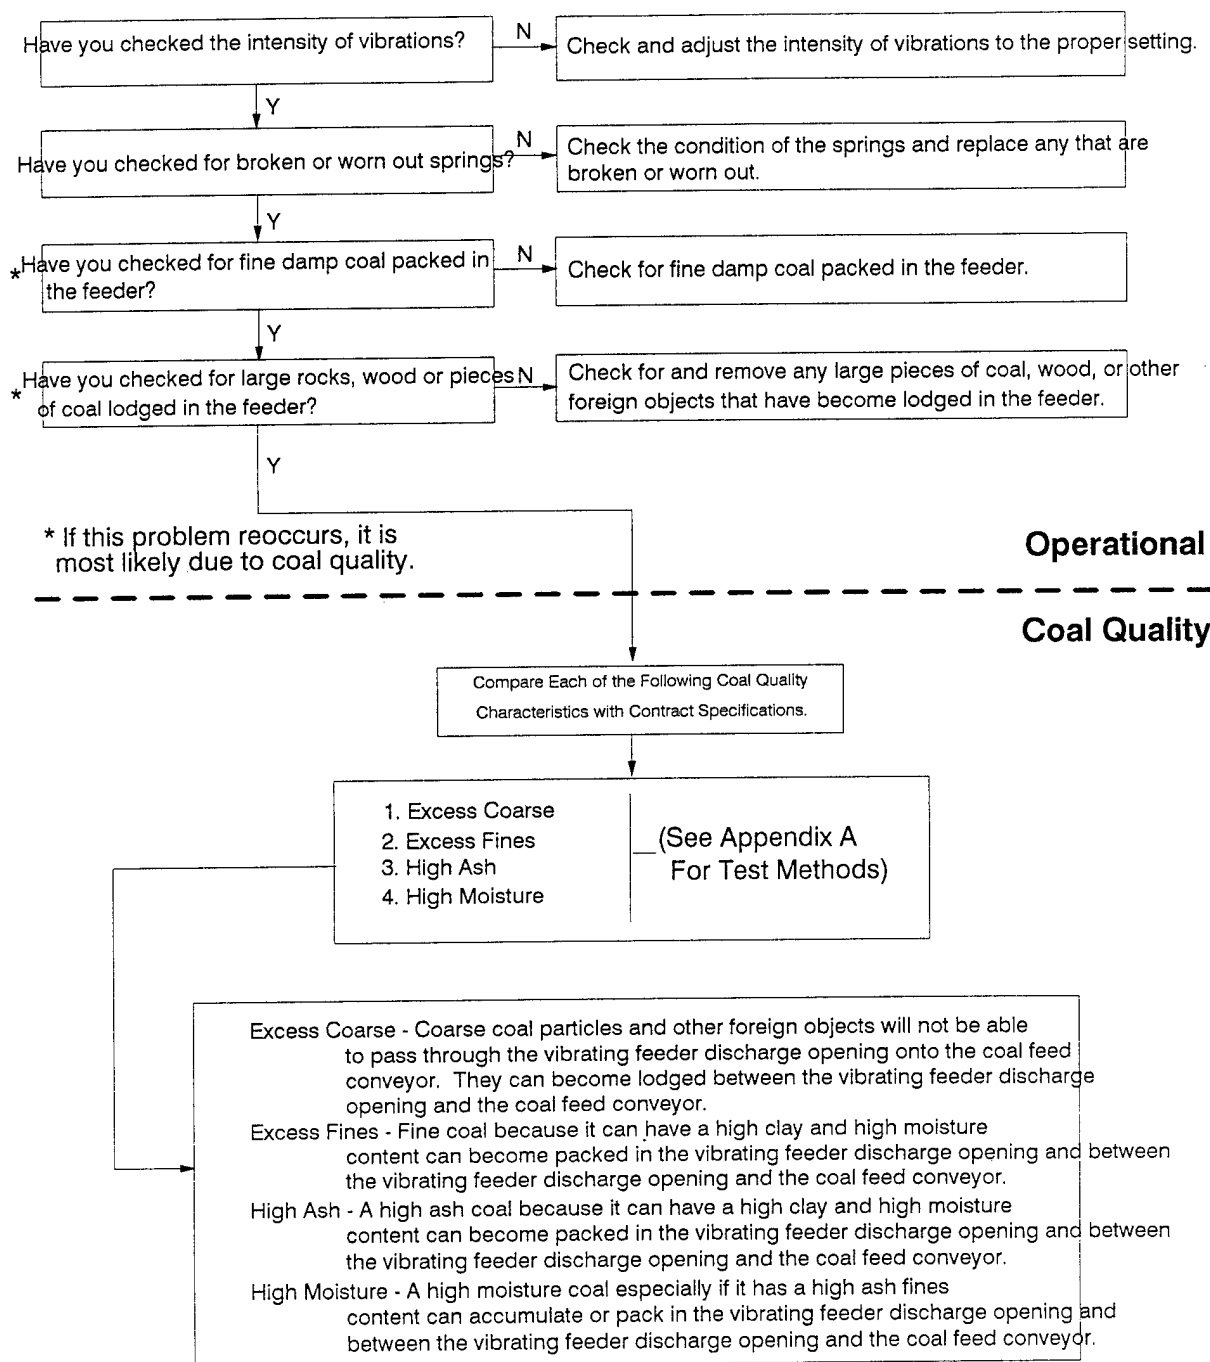 Have you checked the intensity of vibrations?
N
Check and adjust the intensity of vibrations to the proper setting.
Y
Have you checked for broken or worn out springs?
N
Check the condition of the springs and replace any that are
broken or worn out.
Y
*Have you checked for fine damp coal packed in
the feeder?
N
Check for fine damp coal packed in the feeder.
Y
* Have you checked for large rocks, wood or pieces
of coal lodged in the feeder?
N
Check for and remove any large pieces of coal, wood, or other
foreign objects that have become lodged in the feeder.
Y
* If this problem reoccurs, it is
most likely due to coal quality.
Operational
Coal Quality
Compare Each of the Following Coal Quality
Characteristics with Contract Specifications.
1. Excess Coarse
2. Excess Fines
3. High Ash
4. High Moisture
(See Appendix A
For Test Methods)
Excess Coarse - Coarse coal particles and other foreign objects will not be able
to pass through the vibrating feeder discharge opening onto the coal feed
conveyor. They can become lodged between the vibrating feeder discharge
opening and the coal feed conveyor.
Excess Fines - Fine coal because it can have a high clay and high moisture
content can become packed in the vibrating feeder discharge opening and between
the vibrating feeder discharge opening and the coal feed conveyor.
High Ash - A high ash coal because it can have a high clay and high moisture
content can become packed in the vibrating feeder discharge opening and between
the vibrating feeder discharge opening and the coal feed conveyor.
High Moisture - A high moisture coal especially if it has a high ash fines
content can accumulate or pack in the vibrating feeder discharge opening and
between the vibrating feeder discharge opening and the coal feed conveyor.